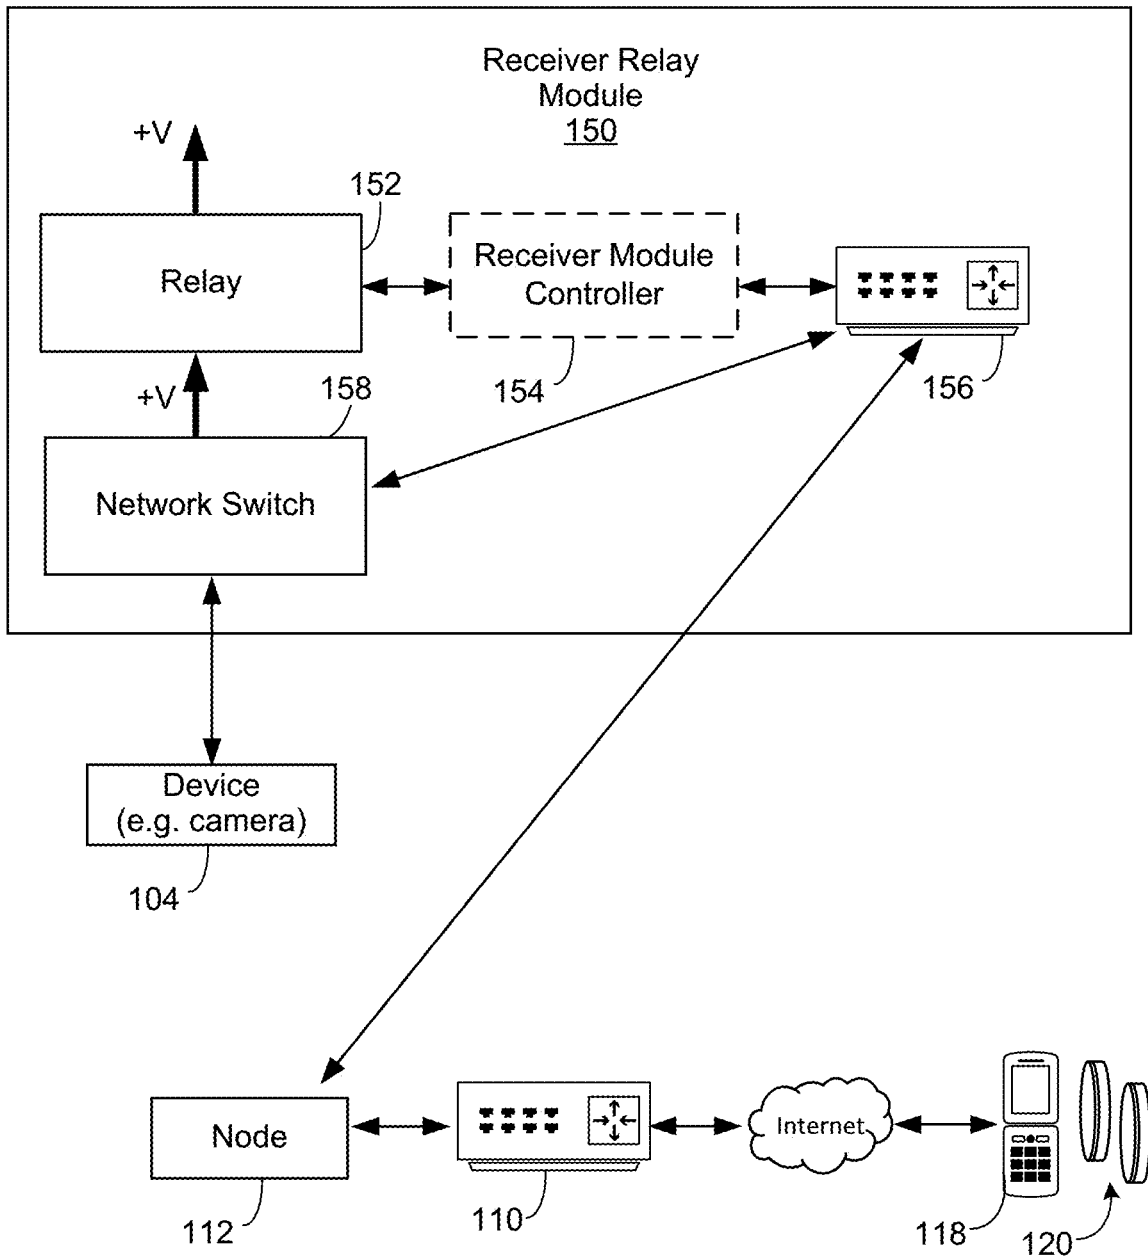 Receiver Relay
Module
150
+V
152
Relay
Receiver Module
Controller
154
156
+V
158
Network Switch
Device
(e.g. camera)
104
Node
112
110
Internet
118
120